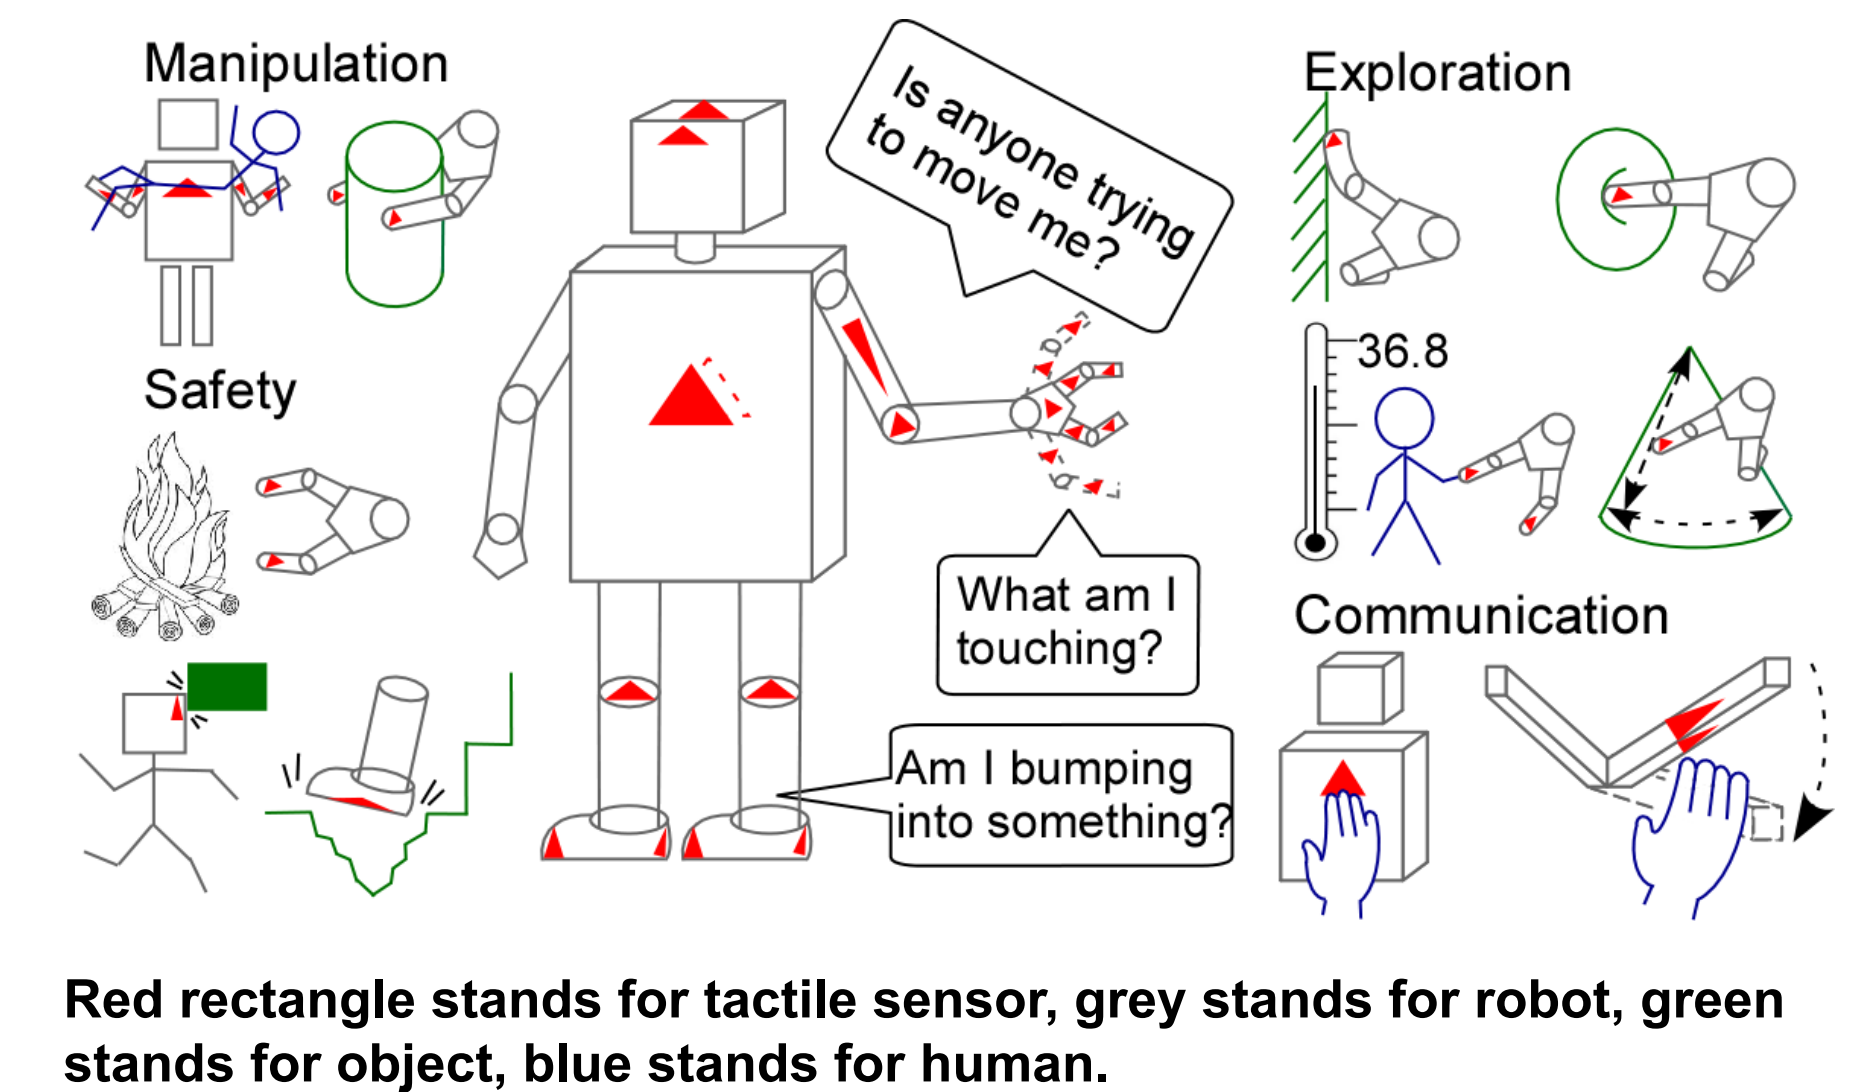 Manipulation
Is anyone trying
to move me?
Exploration
36.8
Safety
What am I
touching?
Am I bumping
into something?
Communication
Red rectangle stands for tactile sensor, grey stands for robot, green
stands for object, blue stands for human.